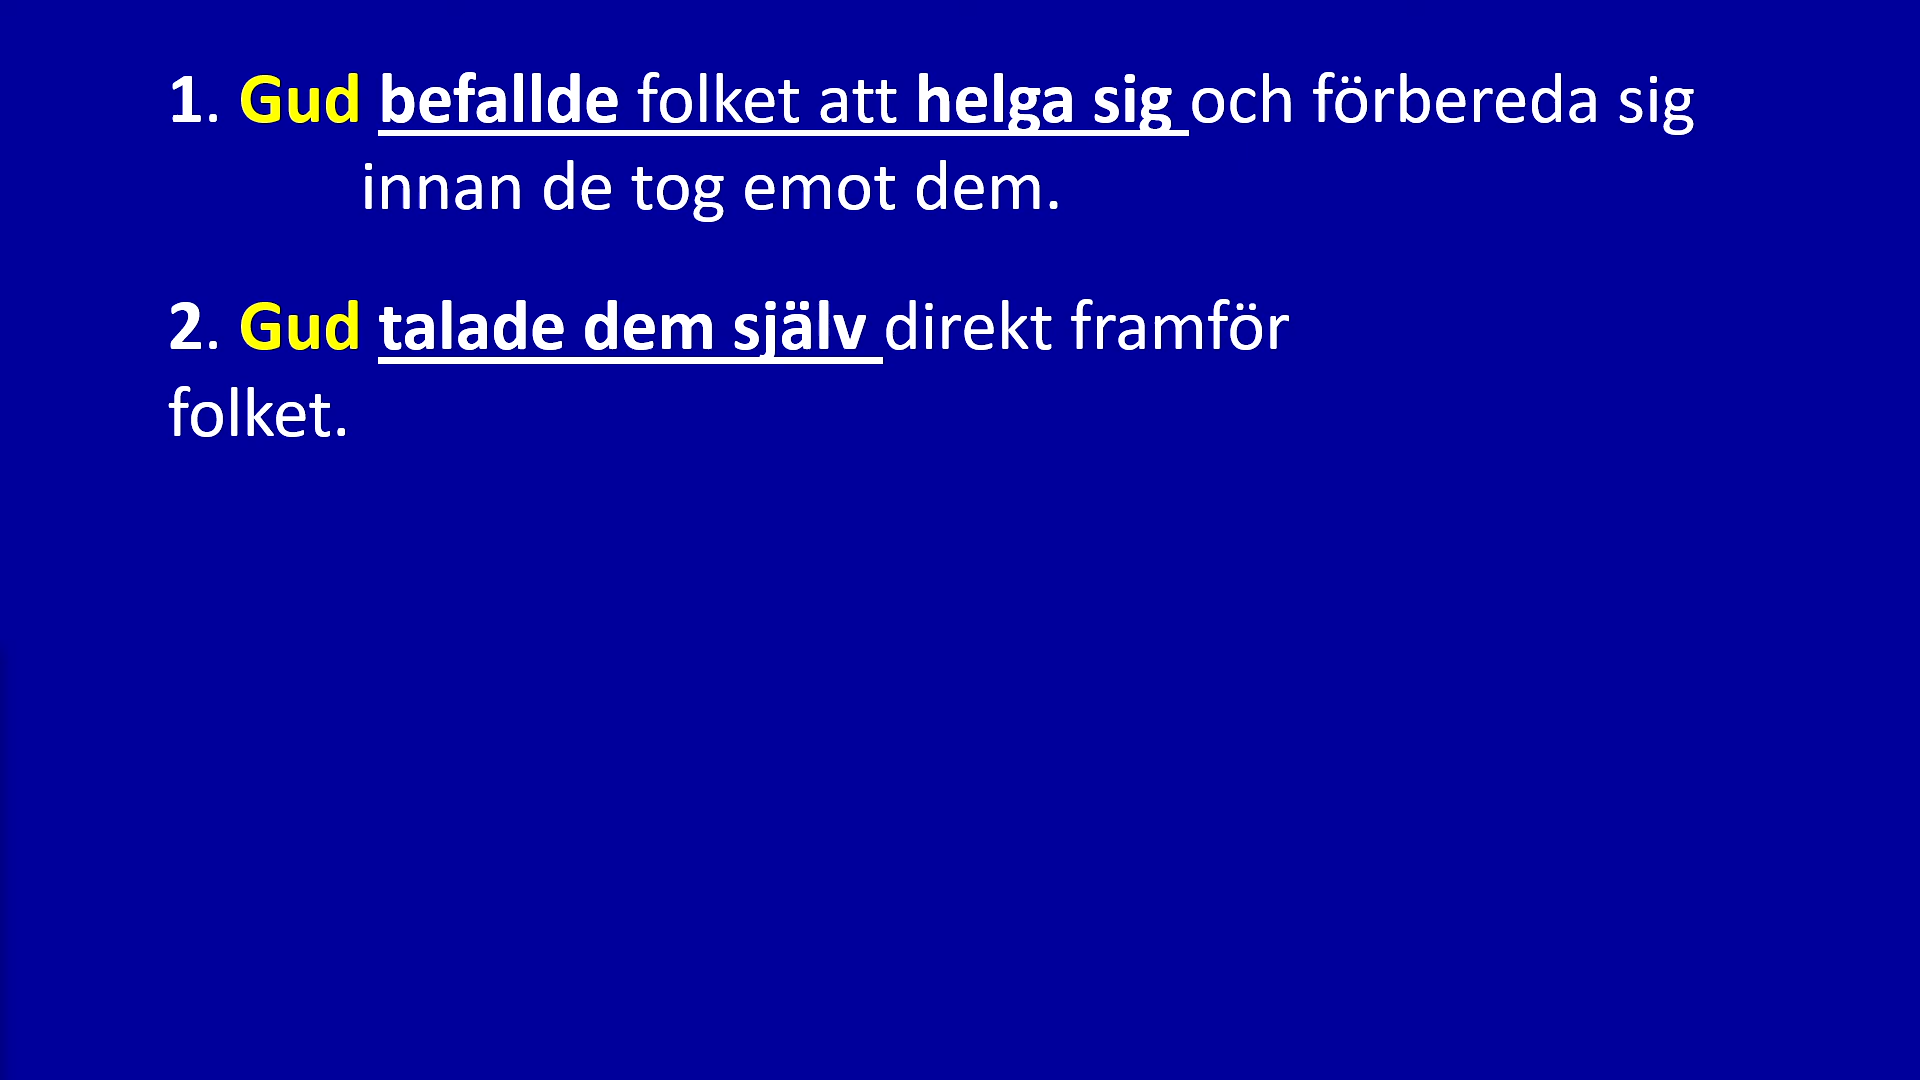 1. Gud befallde folket att helga sig och förbereda sig
innan de tog emot dem.
2. Gud talade dem själv direkt framför
folket.